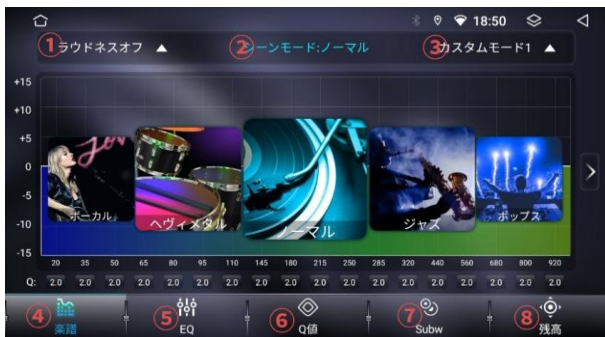 18:50
① ラウドネスオフ ② シーンモード:ノーマル ③ カスタムモード1
+15
+10
+5
0
-5
-10
-15
ボーカル ヘヴィメタル ノーマル ジャズ ポップス
20 35 50 65 80 95 110 145 180 215 250 285 320 440 560 680 800 920
Q: 2.0 2.0 2.0 2.0 2.0 2.0 2.0 2.0 2.0 2.0 2.0 2.0 2.0 2.0 2.0 2.0 2.0 2.0
④ 楽譜 ⑤ EQ ⑥ Q値 ⑦ Subw ⑧ 残高